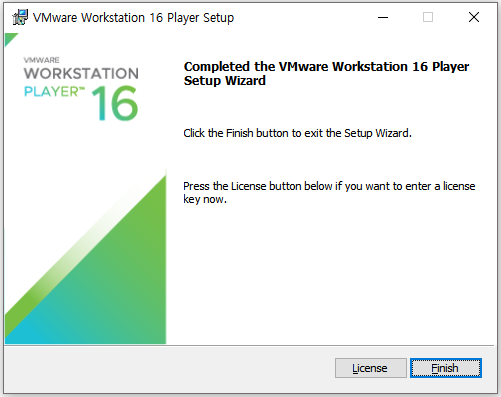 VMware Workstation 16 Player Setup
VMWARE
WORKSTATION
PLAYER™ 16
Completed the VMware Workstation 16 Player
Setup Wizard
Click the Finish button to exit the Setup Wizard.
Press the License button below if you want to enter a license
key now.
License
Finish